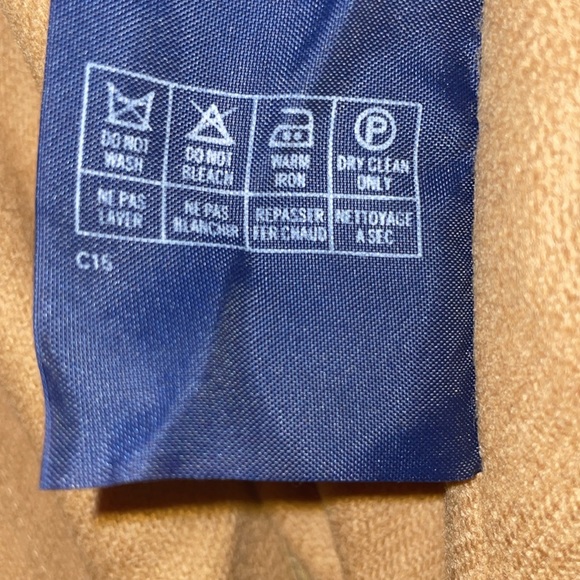 P
DO NOT
WASH
DO NOT
BLEACH
WARM
IRON
DRY CLEAN
ONLY
NE PAS
LAVER
NE PAS
BLANCHIR
REPASSER
FER CHAUD
NETTOYAGE
A SEC
C15